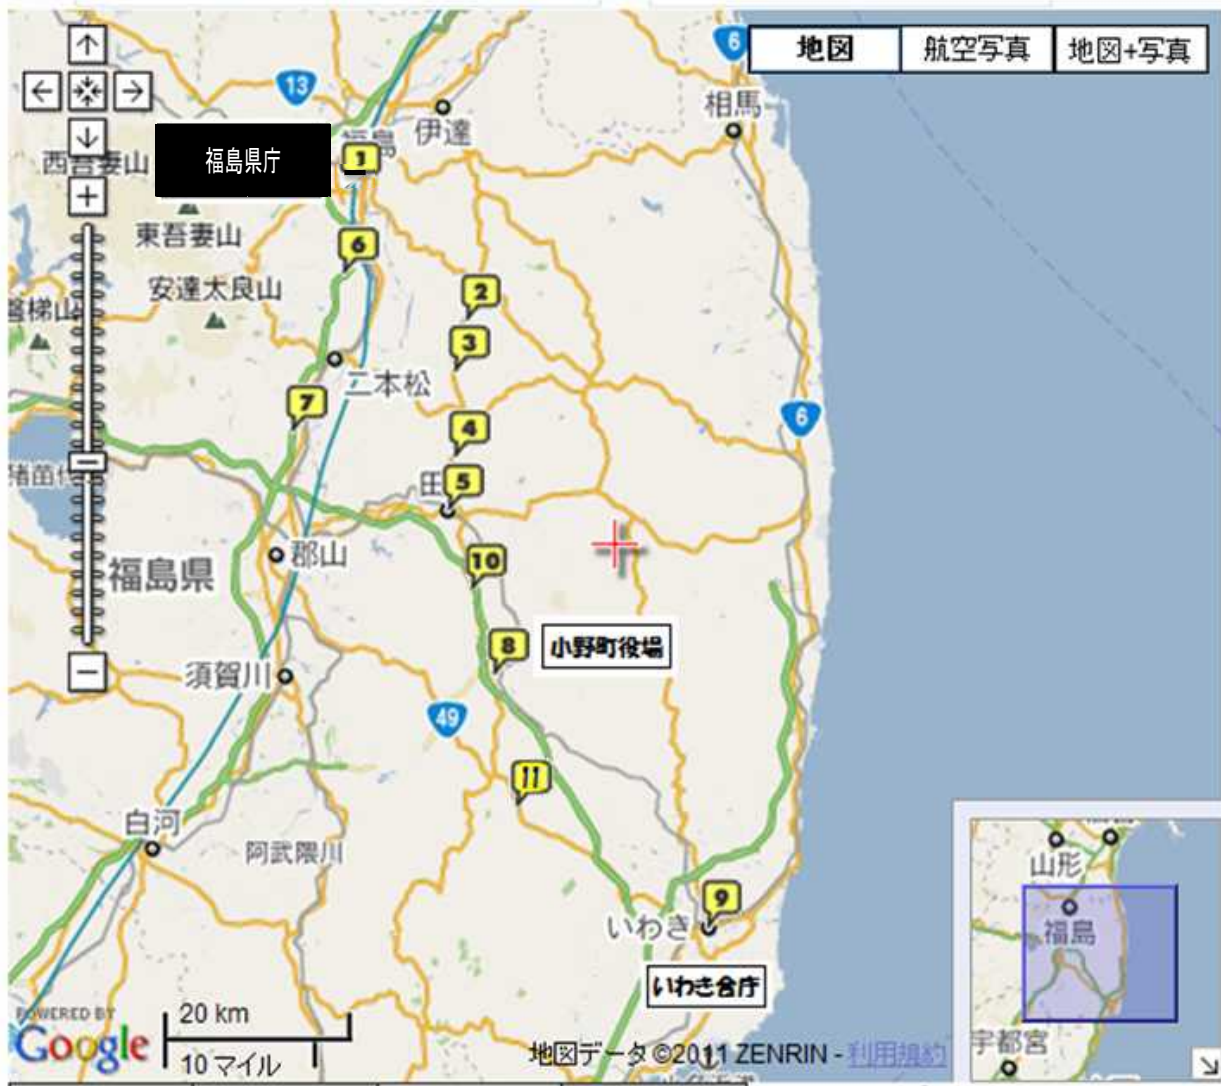 6
地図
航空写真
地図+写真
13
相馬
伊達
福島
福島県庁
1
西吾妻山
+
東吾妻山
6
2
安達太良山
磐梯山
3
二本松
7
6
4
5
郡山
福島県
10
8
小野町役場
須賀川
49
11
白河
阿武隈川
9
いわき
いわき合庁
山形
福島
宇都宮
POWERED BY
Google
20 km
10 マイル
地図データ ©2011 ZENRIN - 利用規約